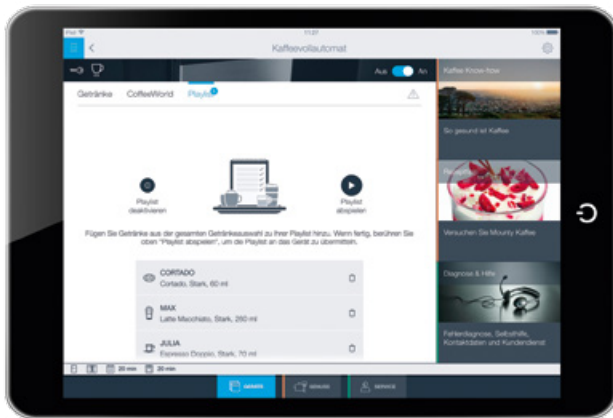 iPad
11:27
100%
Kaffeevollautomat
Aus
An
Getränke
CoffeeWorld
Playlist
Playlist
deaktivieren
Playlist
abspielen
Fügen Sie Getränke aus der gesamten Getränkeauswahl zu Ihrer Playlist hinzu. Wenn fertig, berühren Sie
oben "Playlist abspielen", um die Playlist an das Gerät zu übermitteln.
CORTADO
Cortado, Stark, 60 ml
MAX
Latte Macchiato, Stark, 260 ml
JULIA
Espresso Doppio, Stark, 70 ml
Kaffee Know-how
So gesund ist Kaffee
Rezepte
Versuchen Sie Mounty Kaffee
Diagnose & Hilfe
Fehlerdiagnose, Selbsthilfe,
Kontaktdaten und Kundendienst
20 min
20 min
GERÄTE
GENUSS
SERVICE